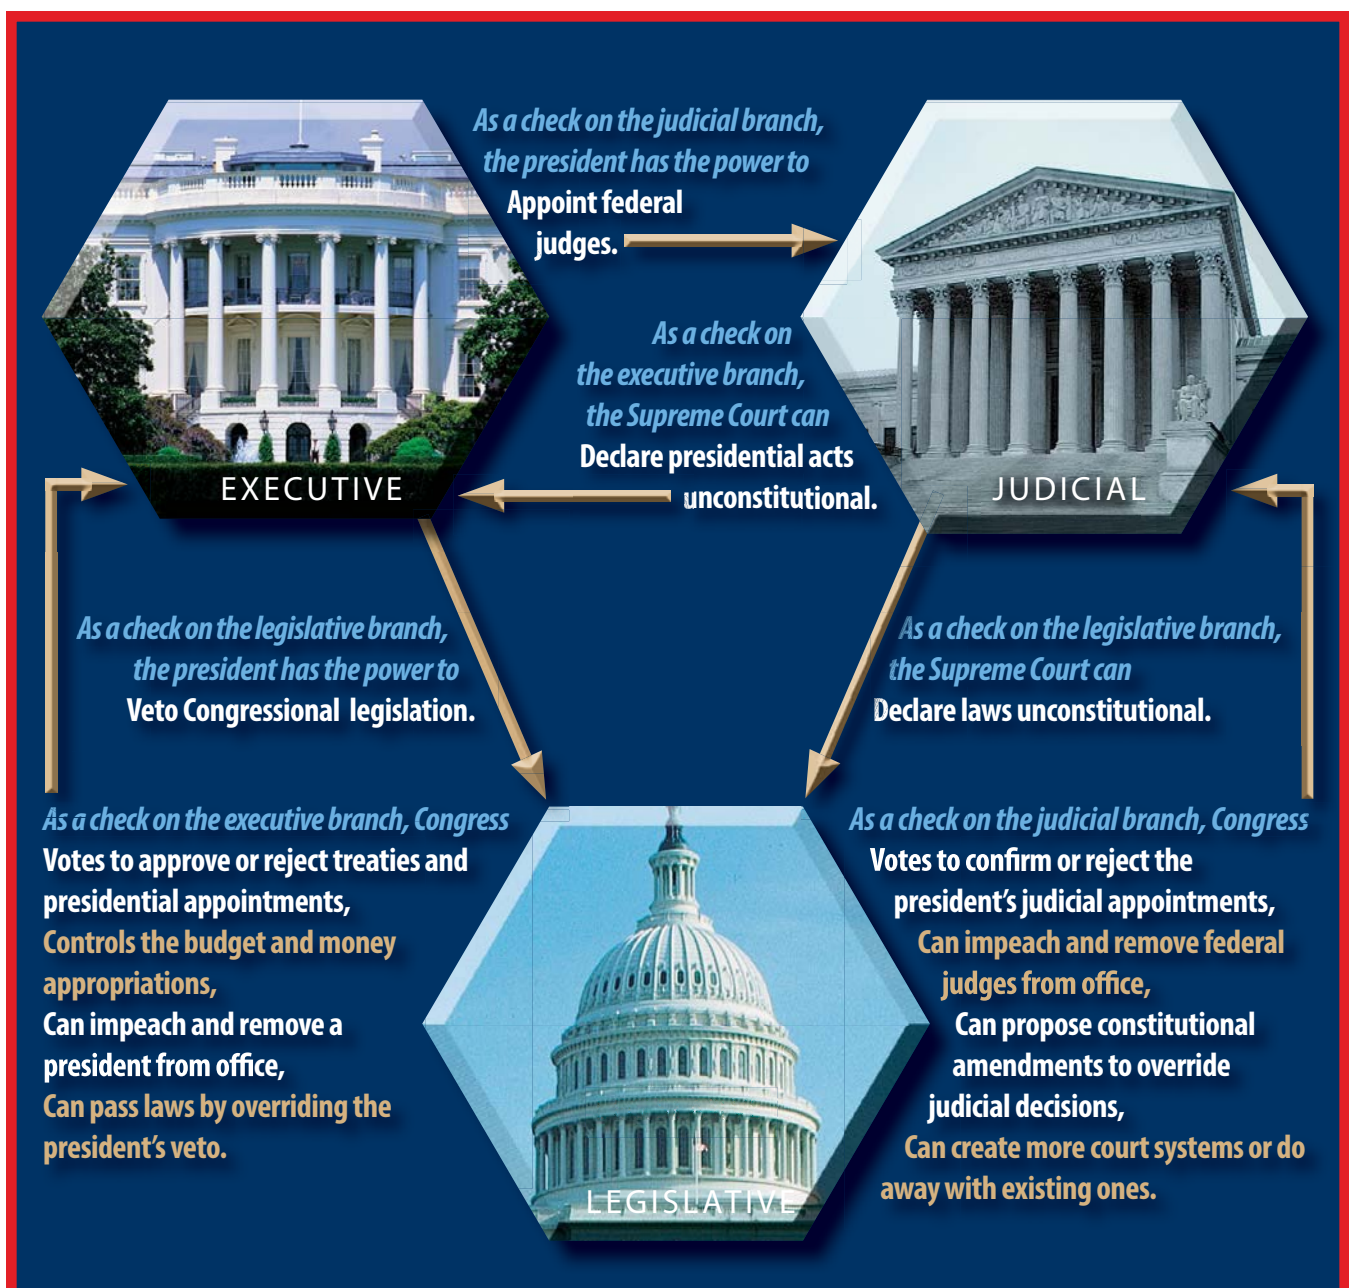 As a check on the judicial branch,
the president has the power to
Appoint federal
judges.
As a check on
the executive branch,
the Supreme Court can
Declare presidential acts
unconstitutional.
EXECUTIVE
JUDICIAL
As a check on the legislative branch,
the president has the power to
Veto Congressional legislation.
As a check on the legislative branch,
the Supreme Court can
Declare laws unconstitutional.
As a check on the executive branch, Congress
Votes to approve or reject treaties and
presidential appointments,
Controls the budget and money
appropriations,
Can impeach and remove a
president from office,
Can pass laws by overriding the
president's veto.
As a check on the judicial branch, Congress
Votes to confirm or reject the
president's judicial appointments,
Can impeach and remove federal
judges from office,
Can propose constitutional
amendments to override
judicial decisions,
Can create more court systems or do
away with existing ones.
LEGISLATIVE